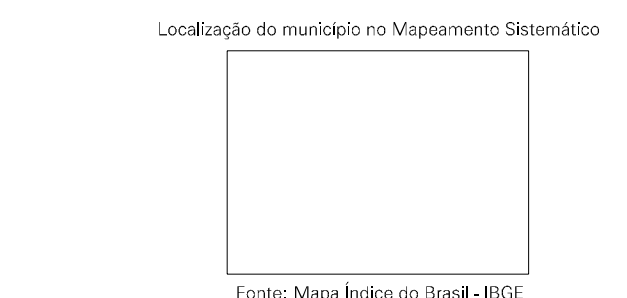 Localização do município no Mapeamento Sistemático
Fonte: Mapa Índice do Brasil - IBGE